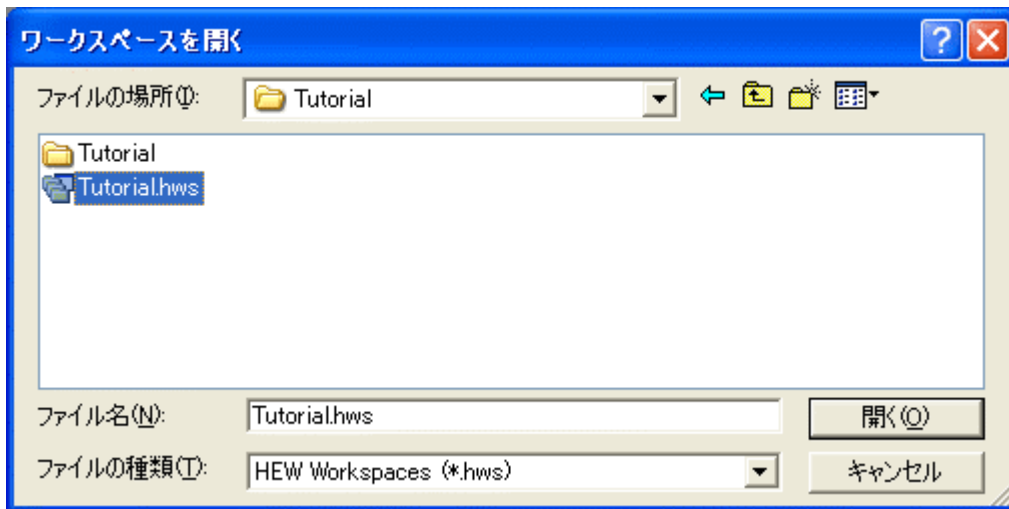 ワークスペースを開く
ファイルの場所(I): Tutorial
Tutorial
Tutorial.hws
ファイル名(N): Tutorial.hws 開く(O)
ファイルの種類(T): HEW Workspaces (*.hws) キャンセル